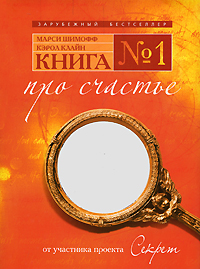 ЗАРУБЕЖНЫЙ БЕСТСЕЛЛЕР
МАРСИ ШИМОФФ
КЭРОЛ КЛАЙН
КНИГА №1
про счастье
от участника проекта Секрет